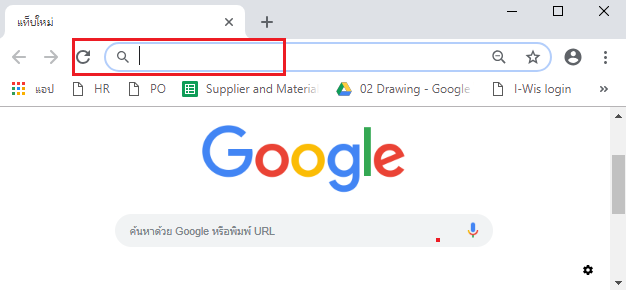 แท็บใหม่
แอป HR PO Supplier and Material 02 Drawing - Google I-Wis login
Google
ค้นหาด้วย Google หรือพิมพ์ URL